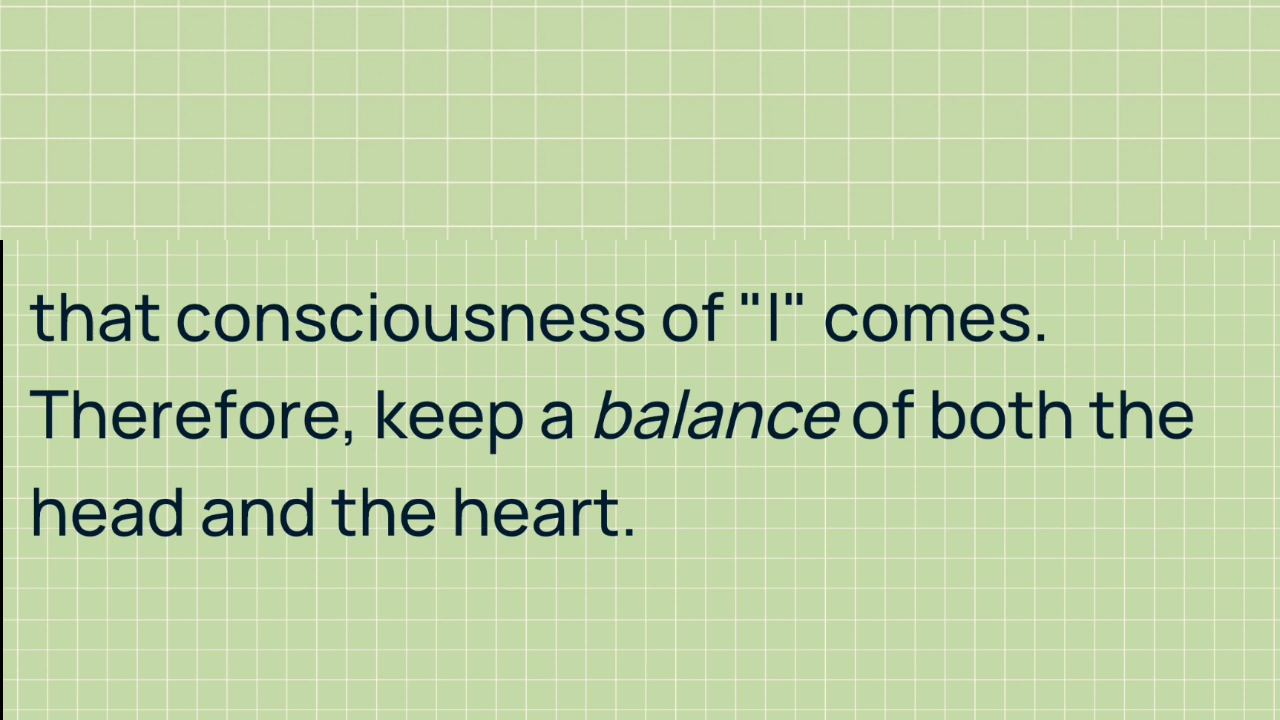 that consciousness of "I" comes.
Therefore, keep a balance of both the
head and the heart.